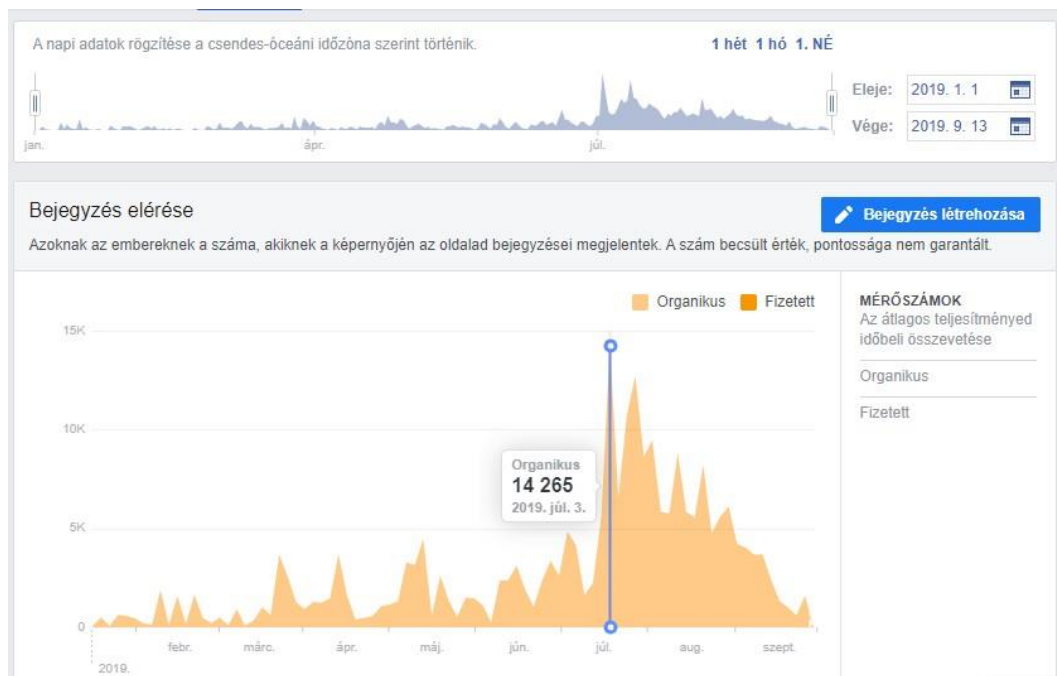 A napi adatok rögzítése a csendes-óceáni időzóna szerint történik.
1 hét 1 hó 1. NÉ
Eleje: 2019. 1. 1
Vége: 2019. 9. 13
jan. ápr. júl.
Bejegyzés elérése
Bejegyzés létrehozása
Azoknak az embereknek a száma, akiknek a képernyőjén az oldalad bejegyzései megjelentek. A szám becsült érték, pontossága nem garantált.
Organikus Fizetett
MÉRŐSZÁMOK
Az átlagos teljesítményed
időbeli összevetése
Organikus
Fizetett
15K
10K
Organikus
14 265
2019. júl. 3.
5K
0
febr. márc. ápr. máj. jún. júl. aug. szept.
2019.